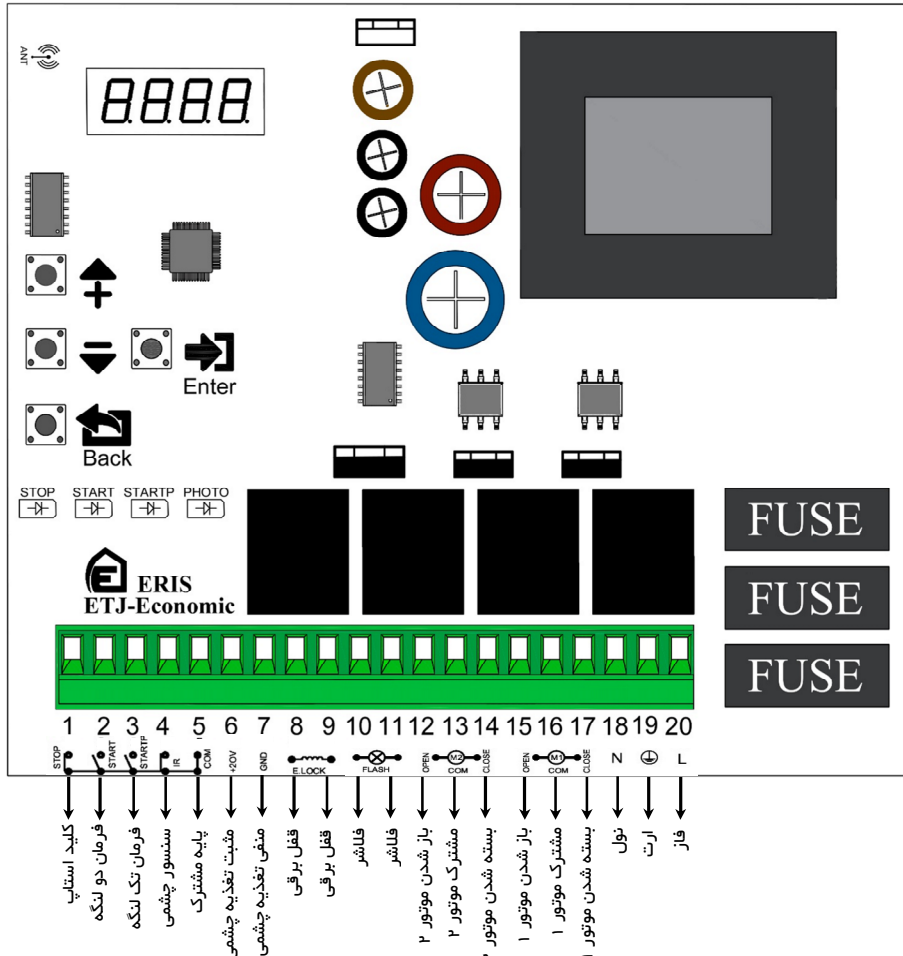 ANT
8.8.8.8
Enter
Back
STOP START STARTP PHOTO
ERIS
ETJ-Economic
FUSE
FUSE
FUSE
1 2 3 4 5 6 7 8 9 10 11 12 13 14 15 16 17 18 19 20
STOP START STARTP IR COM +20V GND E.LOCK FLASH OPEN M2 COM CLOSE OPEN M1 COM CLOSE N L
کلید استاپ
فرمان دو لنگه
فرمان تک لنگه
سنسور چشمی
پایه مشترک
مثبت تغذیه چشمی
منفی تغذیه چشمی
قفل برقی
قفل برقی
فلاشر
فلاشر
باز شدن موتور ۲
مشترک موتور ۲
بسته شدن موتور
باز شدن موتور ۱
مشترک موتور ۱
بسته شدن موتور ۱
نول
ارت
فاز